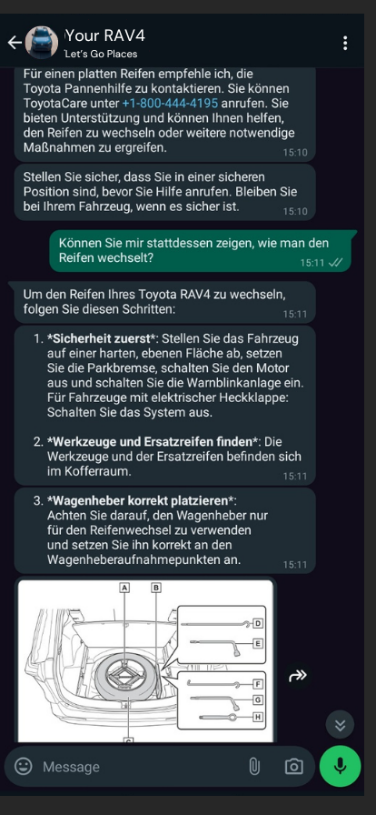 Your RAV4
Let's Go Places
Für einen platten Reifen empfehle ich, die
Toyota Pannenhilfe zu kontaktieren. Sie können
ToyotaCare unter +1-800-444-4195 anrufen. Sie
bieten Unterstützung und können Ihnen helfen,
den Reifen zu wechseln oder weitere notwendige
Maßnahmen zu ergreifen.
15:10
Stellen Sie sicher, dass Sie in einer sicheren
Position sind, bevor Sie Hilfe anrufen. Bleiben Sie
bei Ihrem Fahrzeug, wenn es sicher ist.
15:10
Können Sie mir stattdessen zeigen, wie man den
Reifen wechselt?
15:11
Um den Reifen Ihres Toyota RAV4 zu wechseln,
folgen Sie diesen Schritten:
15:11
1. *Sicherheit zuerst*: Stellen Sie das Fahrzeug
auf einer harten, ebenen Fläche ab, setzen
Sie die Parkbremse, schalten Sie den Motor
aus und schalten Sie die Warnblinkanlage ein.
Für Fahrzeuge mit elektrischer Heckklappe:
Schalten Sie das System aus.
2. *Werkzeuge und Ersatzreifen finden*: Die
Werkzeuge und der Ersatzreifen befinden sich
im Kofferraum.
15:11
3. *Wagenheber korrekt platzieren*:
Achten Sie darauf, den Wagenheber nur
für den Reifenwechsel zu verwenden
und setzen Sie ihn korrekt an den
Wagenheberaufnahmepunkten an.
15:11
A B
D
E
F
G
H
C
Message